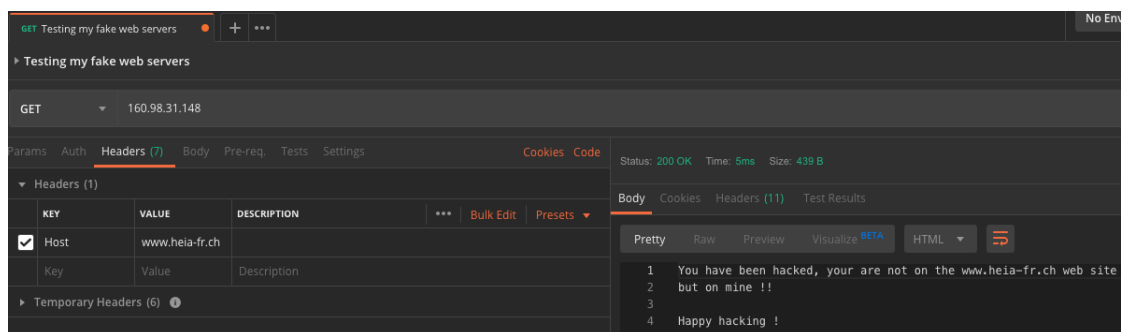 GET Testing my fake web servers + •••
No Env
Testing my fake web servers
GET 160.98.31.148
Params Auth Headers (7) Body Pre-req. Tests Settings Cookies Code
Headers (1)
KEY VALUE DESCRIPTION ••• Bulk Edit Presets
Host www.heia-fr.ch
Key Value Description
Temporary Headers (6)
Status: 200 OK Time: 5ms Size: 439 B
Body Cookies Headers (11) Test Results
Pretty Raw Preview Visualize BETA HTML
1 You have been hacked, your are not on the www.heia-fr.ch web site
2 but on mine !!
3
4 Happy hacking !